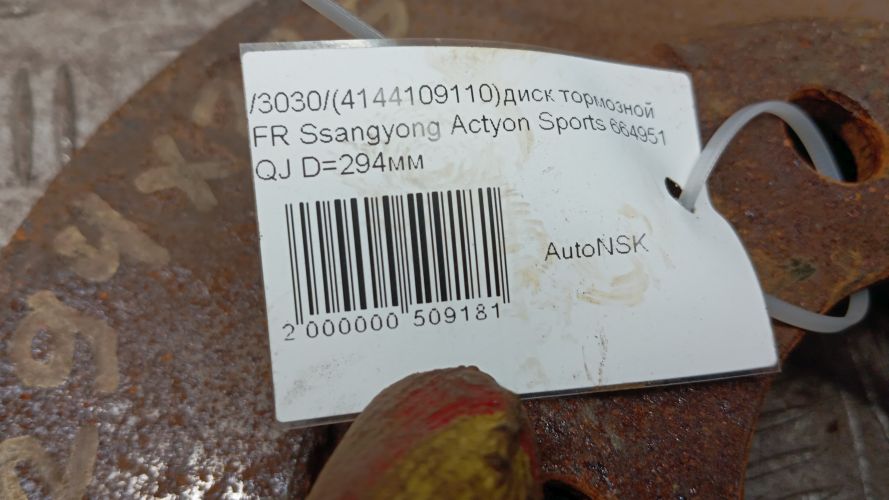 /3030/(4144109110)диск тормозной
FR Ssangyong Actyon Sports 664951
QJ D=294мм
AutoNSK
2 000000 509181